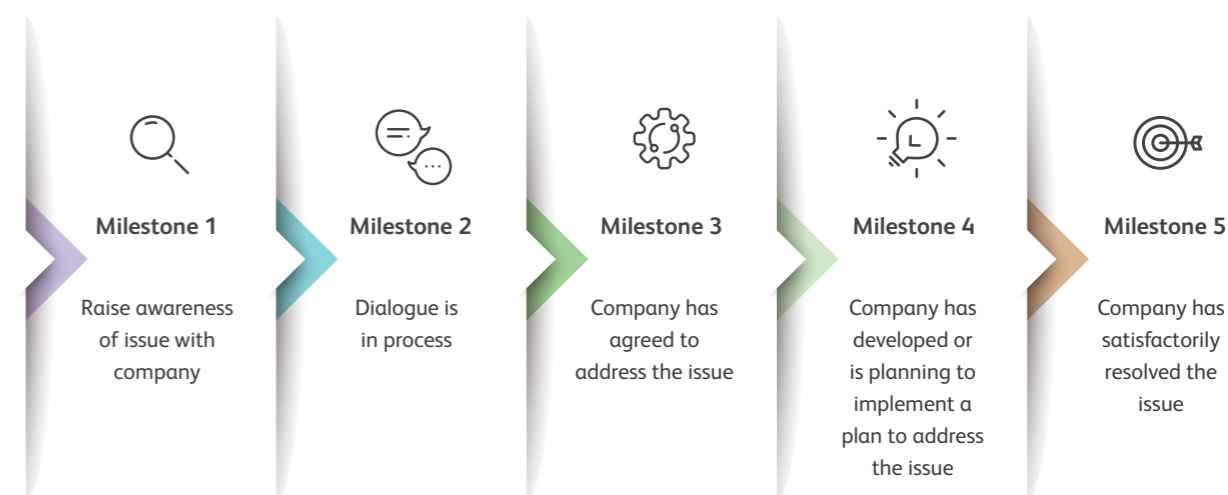 Milestone 1
Raise awareness
of issue with
company
Milestone 2
Dialogue is
in process
Milestone 3
Company has
agreed to
address the issue
Milestone 4
Company has
developed or
is planning to
implement a
plan to address
the issue
Milestone 5
Company has
satisfactorily
resolved the
issue